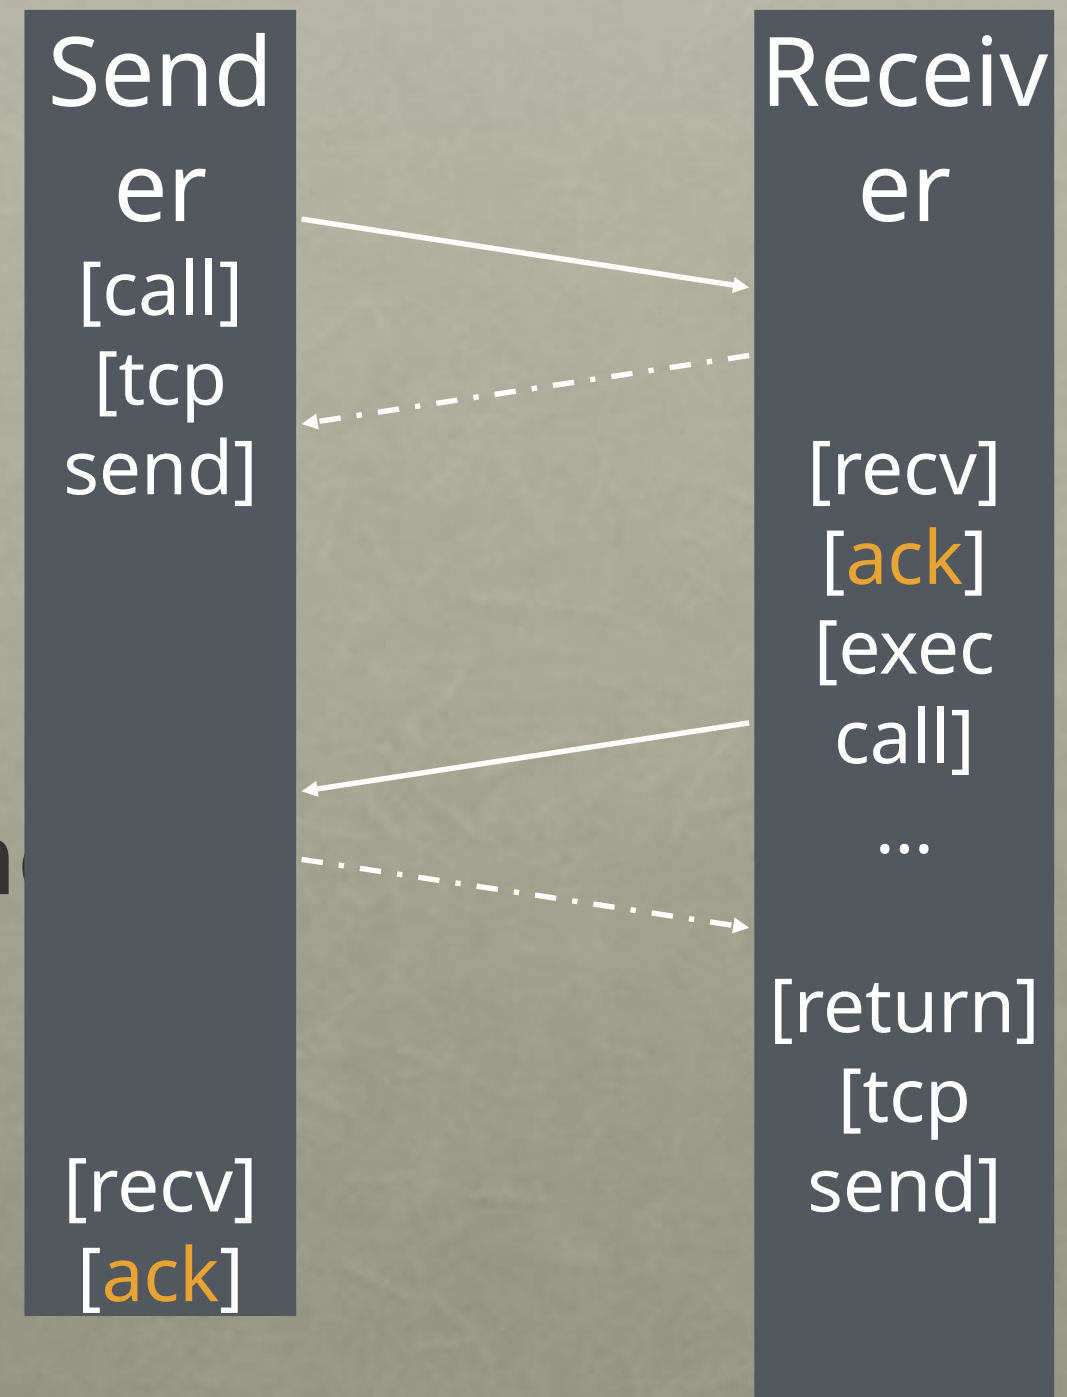 Send
er
[call]
[tcp
send]
[recv]
[ack]
Receiv
er
[recv]
[ack]
[exec
call]
...
[return]
[tcp
send]